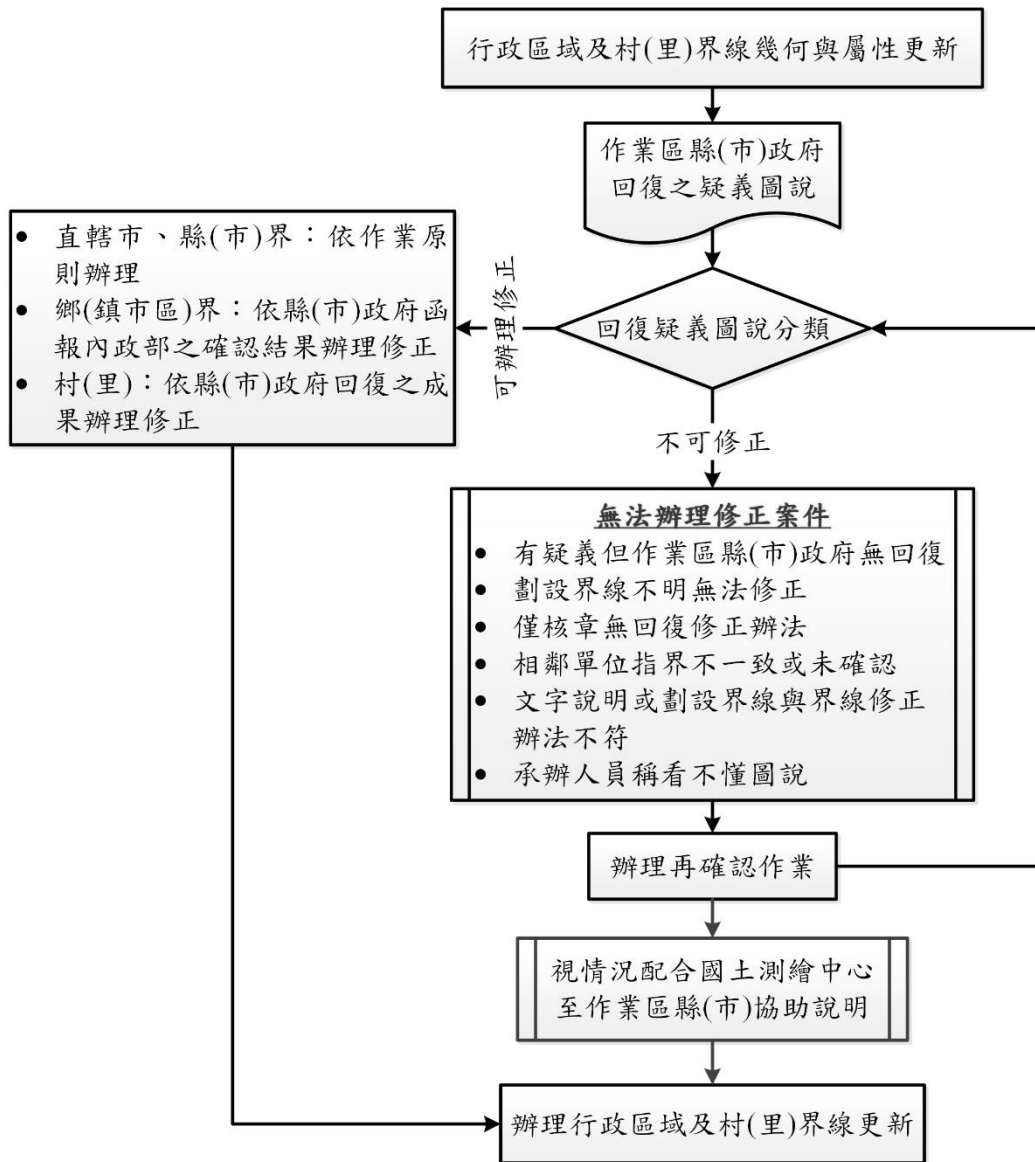 行政區域及村(里)界線幾何與屬性更新
作業區縣(市)政府
回復之疑義圖說
• 直轄市、縣(市)界：依作業原
則辦理
• 鄉(鎮市區)界：依縣(市)政府函
報內政部之確認結果辦理修正
• 村(里)：依縣(市)政府回復之成
果辦理修正
可辦理修正
回復疑義圖說分類
不可修正
無法辦理修正案件
• 有疑義但作業區縣(市)政府無回復
• 劃設界線不明無法修正
• 僅核章無回復修正辦法
• 相鄰單位指界不一致或未確認
• 文字說明或劃設界線與界線修正
辦法不符
• 承辦人員稱看不懂圖說
辦理再確認作業
視情況配合國土測繪中心
至作業區縣(市)協助說明
辦理行政區域及村(里)界線更新